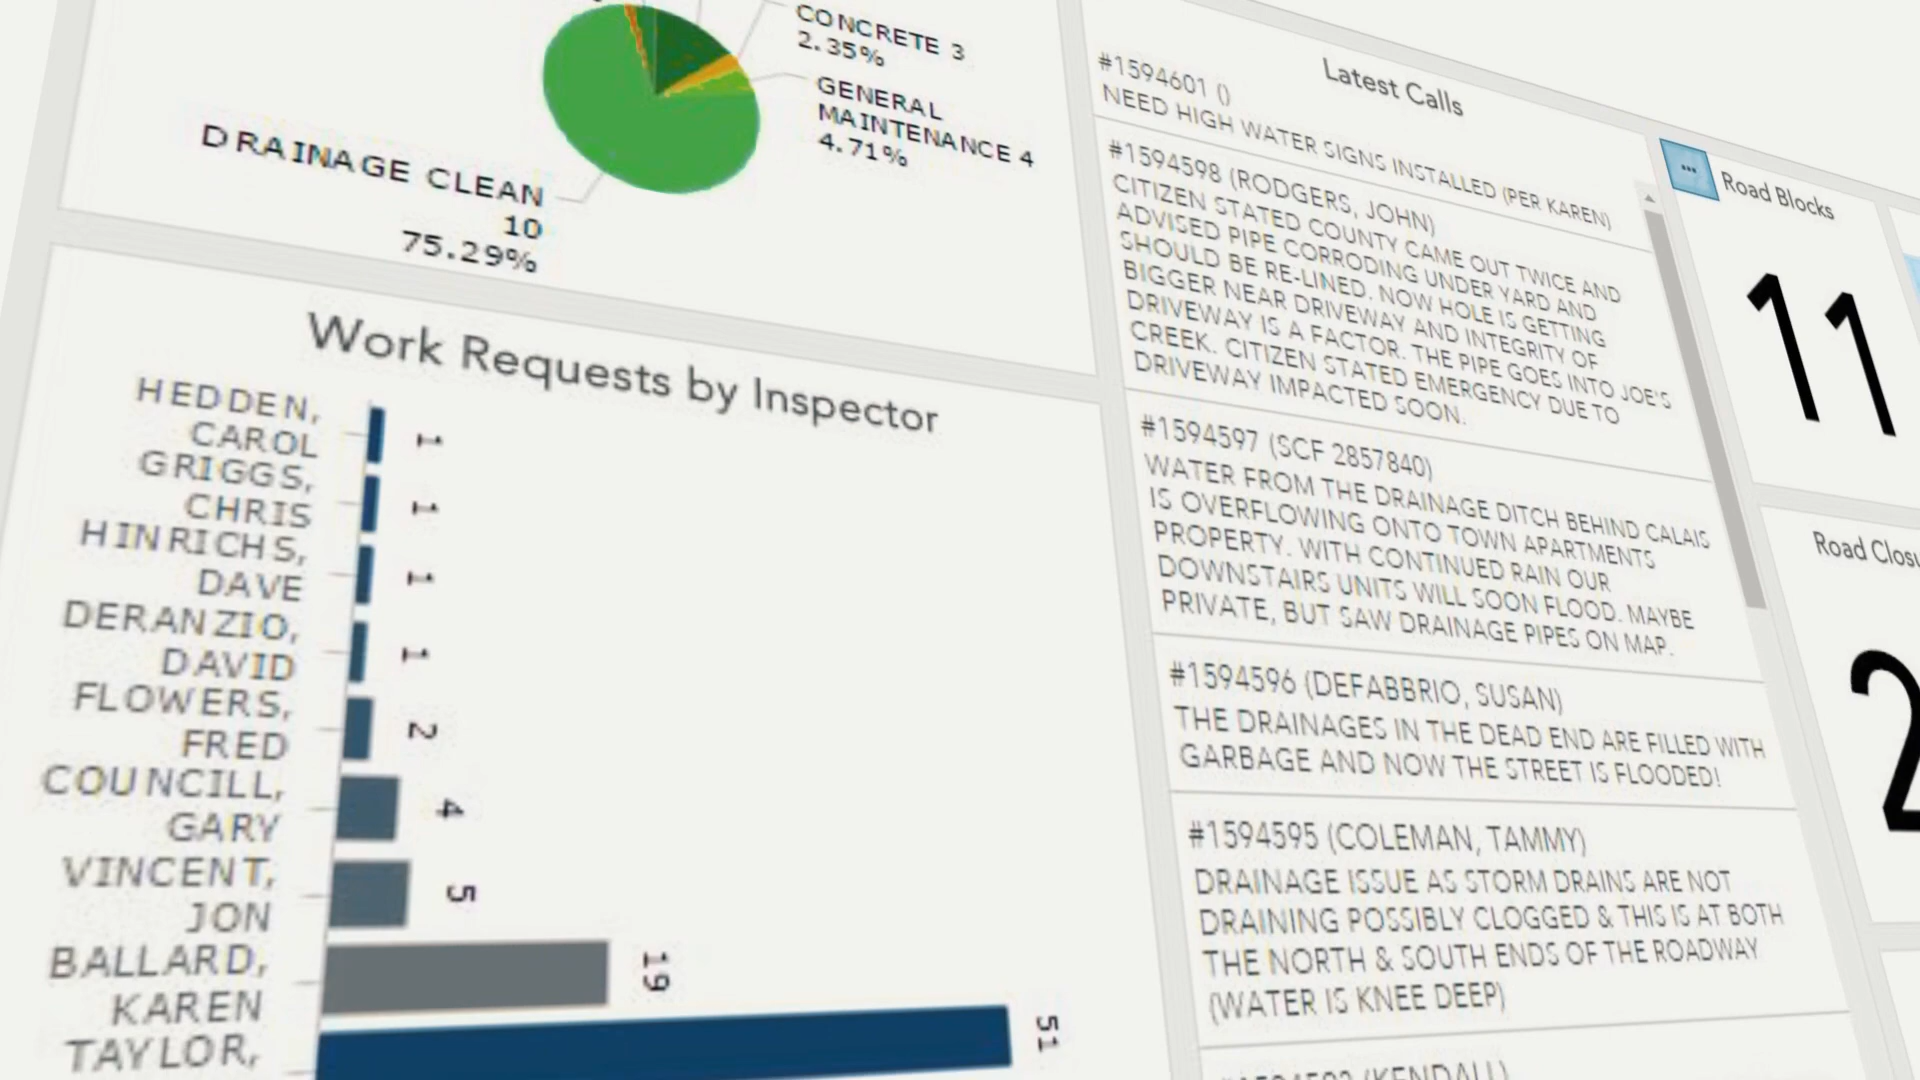 CONCRETE 3
2.35%
GENERAL
MAINTENANCE 4
4.71%
DRAINAGE CLEAN
10
75.29%
Work Requests by Inspector
HEDDEN,
CAROL
1
GRIGGS,
CHRIS
1
HINRICHS,
DAVE
1
DERANZIO,
DAVID
1
FLOWERS,
FRED
2
COUNCILL,
GARY
4
VINCENT,
JON
5
BALLARD,
KAREN
19
TAYLOR,
51
Latest Calls
#1594601 ()
NEED HIGH WATER SIGNS INSTALLED (PER KAREN)
#1594598 (RODGERS, JOHN)
CITIZEN STATED COUNTY CAME OUT TWICE AND
ADVISED PIPE CORRODING UNDER YARD AND
SHOULD BE RE-LINED. NOW HOLE IS GETTING
BIGGER NEAR DRIVEWAY AND INTEGRITY OF
DRIVEWAY IS A FACTOR. THE PIPE GOES INTO JOE'S
CREEK. CITIZEN STATED EMERGENCY DUE TO
DRIVEWAY IMPACTED SOON.
#1594597 (SCF 2857840)
WATER FROM THE DRAINAGE DITCH BEHIND CALAIS
IS OVERFLOWING ONTO TOWN APARTMENTS
PROPERTY. WITH CONTINUED RAIN OUR
DOWNSTAIRS UNITS WILL SOON FLOOD. MAYBE
PRIVATE, BUT SAW DRAINAGE PIPES ON MAP.
#1594596 (DEFABBRIO, SUSAN)
THE DRAINAGES IN THE DEAD END ARE FILLED WITH
GARBAGE AND NOW THE STREET IS FLOODED!
#1594595 (COLEMAN, TAMMY)
DRAINAGE ISSUE AS STORM DRAINS ARE NOT
DRAINING POSSIBLY CLOGGED & THIS IS AT BOTH
THE NORTH & SOUTH ENDS OF THE ROADWAY
(WATER IS KNEE DEEP)
Road Blocks
11
Road Closu
2